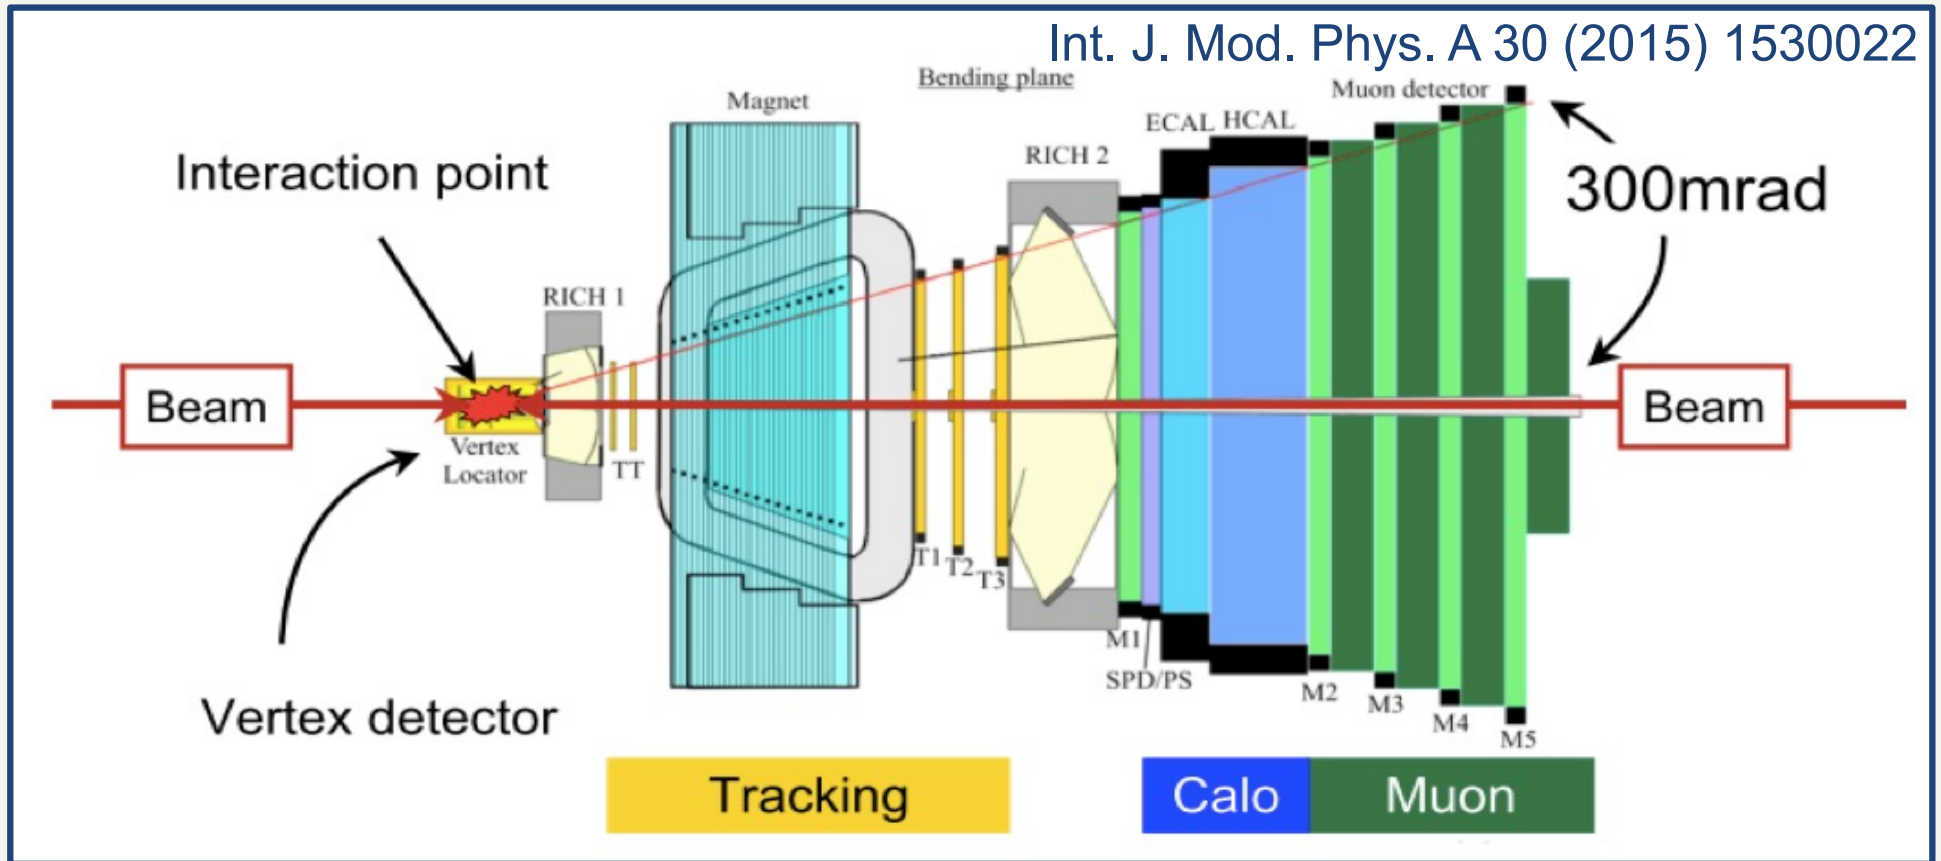 Int. J. Mod. Phys. A 30 (2015) 1530022
Bending plane
Magnet
Muon detector
ECAL HCAL
RICH 2
Interaction point
300mrad
RICH 1
Beam
Beam
Vertex
Locator
TT
T1
T2
T3
M1
SPD/PS
M2
M3
M4
M5
Vertex detector
Tracking
Calo
Muon